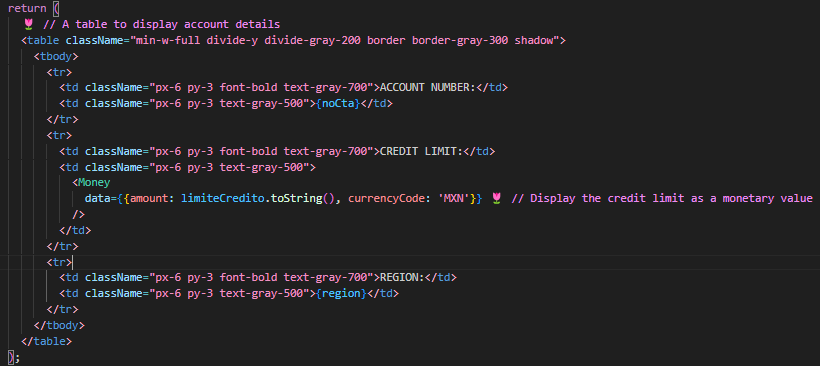 return (
  🌷 // A table to display account details
  <table className="min-w-full divide-y divide-gray-200 border border-gray-300 shadow">
    <tbody>
      <tr>
        <td className="px-6 py-3 font-bold text-gray-700">ACCOUNT NUMBER:</td>
        <td className="px-6 py-3 text-gray-500">{noCta}</td>
      </tr>
      <tr>
        <td className="px-6 py-3 font-bold text-gray-700">CREDIT LIMIT:</td>
        <td className="px-6 py-3 text-gray-500">
          <Money
            data={{amount: limiteCredito.toString(), currencyCode: 'MXN'}} 🌷 // Display the credit limit as a monetary value
          />
        </td>
      </tr>
      <tr>
        <td className="px-6 py-3 font-bold text-gray-700">REGION:</td>
        <td className="px-6 py-3 text-gray-500">{region}</td>
      </tr>
    </tbody>
  </table>
);